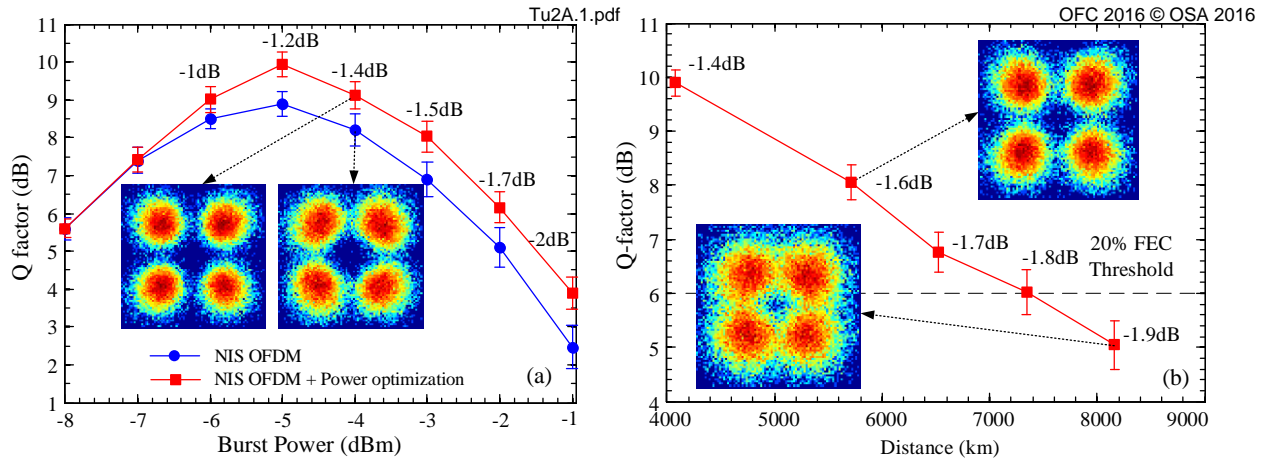 Tu2A.1.pdf
OFC 2016 © OSA 2016
11
10
9
8
7
6
5
4
3
2
1
Q factor (dB)
-1.2dB
-1dB
-1.4dB
-1.5dB
-1.7dB
-2dB
NIS OFDM
NIS OFDM + Power optimization
(a)
-8 -7 -6 -5 -4 -3 -2 -1
Burst Power (dBm)
11
10
9
8
7
6
5
4
Q-factor (dB)
-1.4dB
-1.6dB
-1.7dB
-1.8dB
20% FEC
Threshold
-1.9dB
(b)
4000 5000 6000 7000 8000 9000
Distance (km)